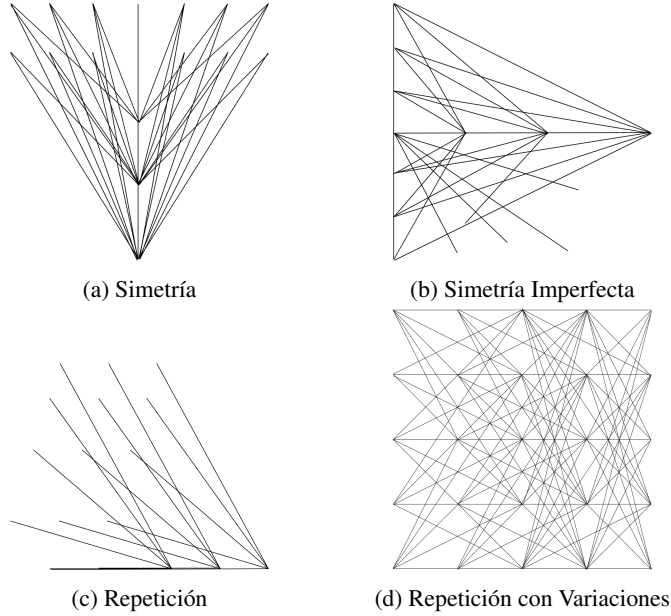 (a) Simetría
(b) Simetría Imperfecta
(c) Repetición
(d) Repetición con Variaciones